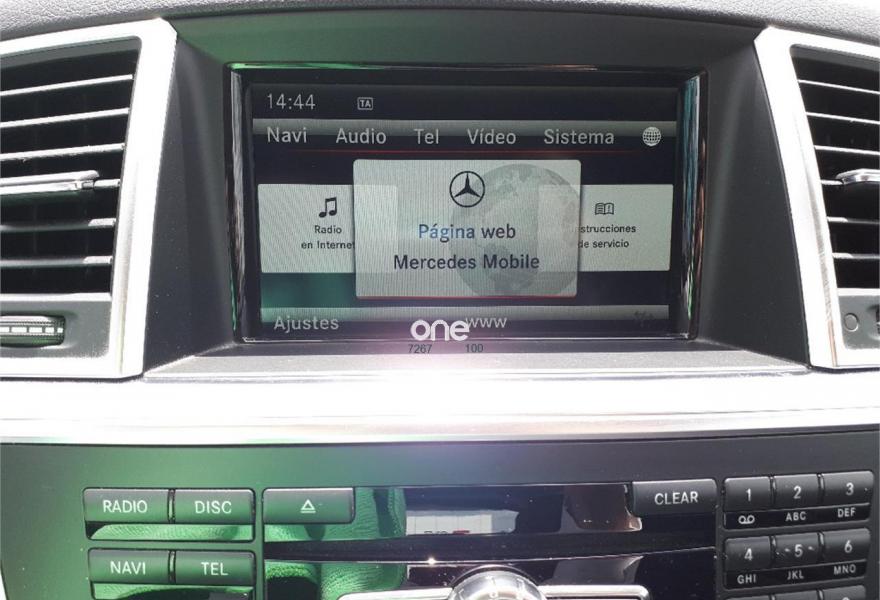 14:44 TA
Navi Audio Tel Vídeo Sistema
Radio
en Internet
Página web
Mercedes Mobile
strucciones
de servicio
Ajustes www
one
7267 100
RADIO DISC CLEAR 1 2 3
ABC DEF
NAVI TEL 4 5 6
GHI JKL MNO